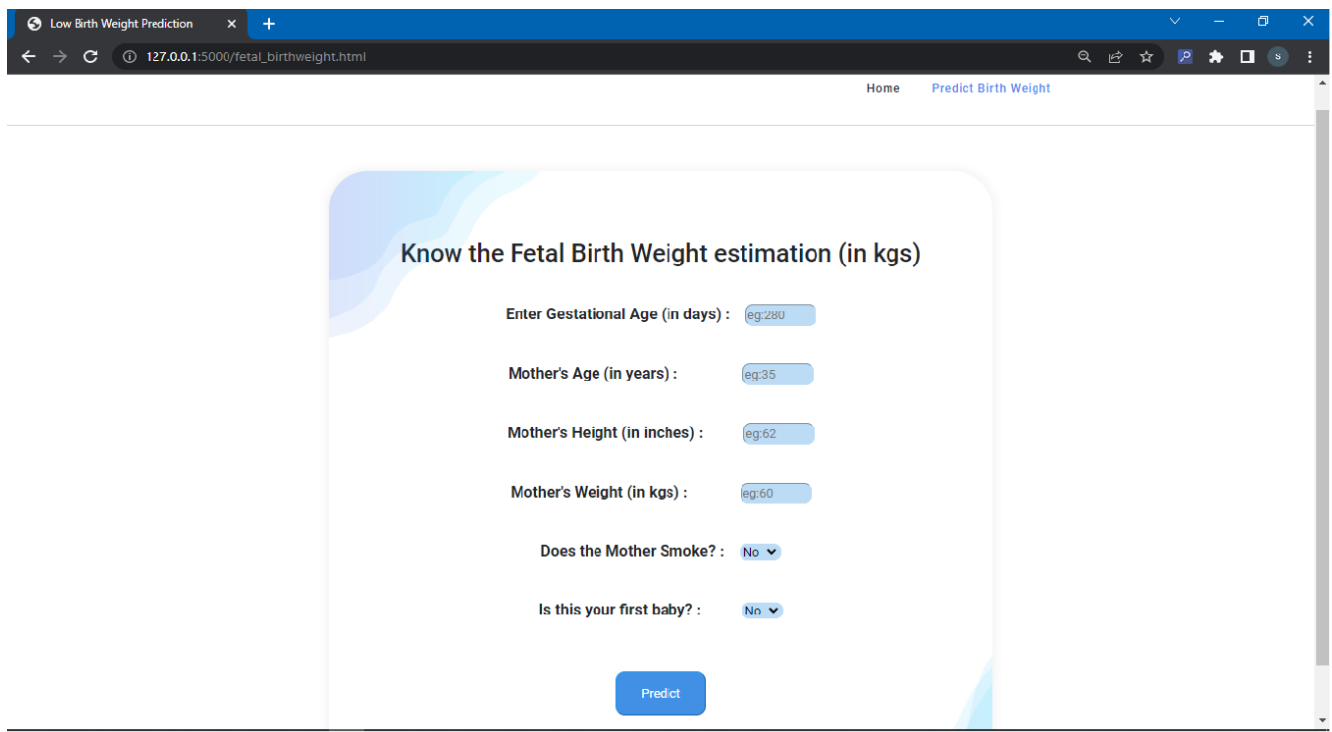 Low Birth Weight Prediction
127.0.0.1:5000/fetal_birthweight.html
S
Home Predict Birth Weight
Know the Fetal Birth Weight estimation (in kgs)
Enter Gestational Age (in days) : eg:280
Mother's Age (in years) : eg:35
Mother's Height (in inches) : eg:62
Mother's Weight (in kgs) : eg:60
Does the Mother Smoke? : No
Is this your first baby? : No
Predict